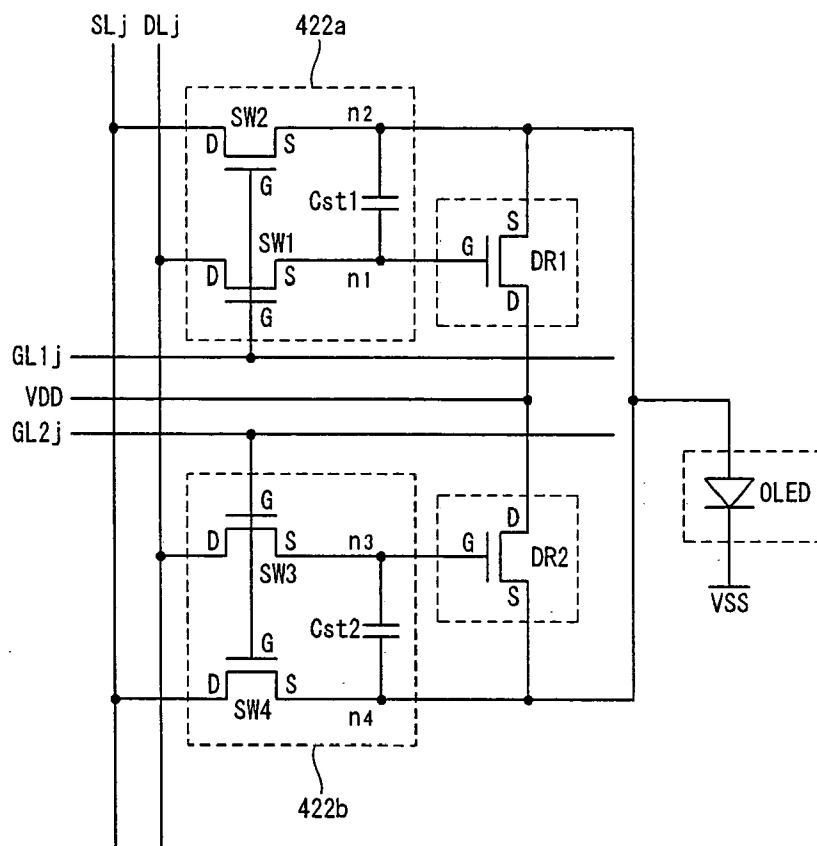 SLj DLj
422a
SW2
n2
D
S
G
Cst1
S
SW1
G
DR1
D
S
n1
D
G
GL1j
VDD
GL2j
OLED
G
D
D
S
n3
G
DR2
SW3
S
VSS
G
Cst2
D
S
SW4
n4
422b